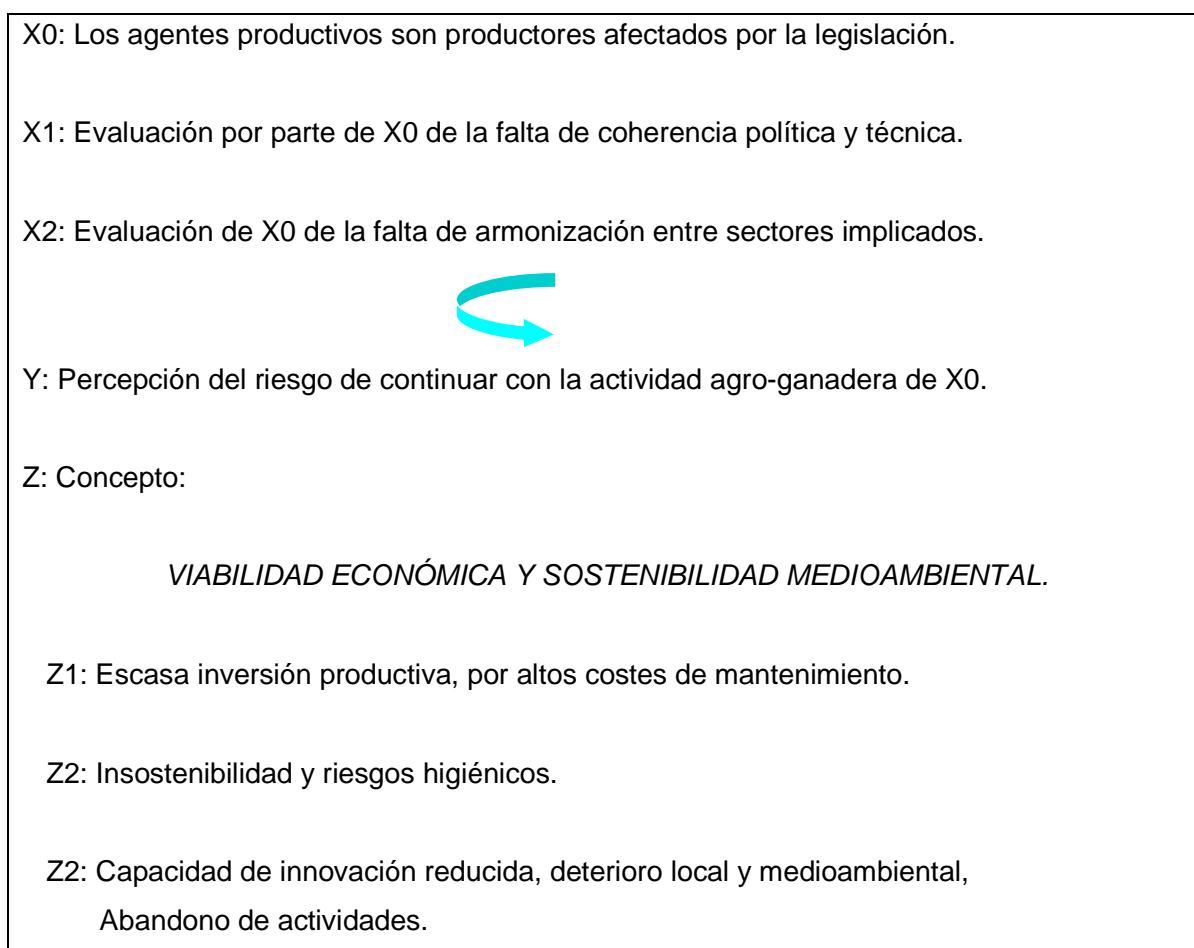 X0: Los agentes productivos son productores afectados por la legislación.
X1: Evaluación por parte de X0 de la falta de coherencia política y técnica.
X2: Evaluación de X0 de la falta de armonización entre sectores implicados.
Y: Percepción del riesgo de continuar con la actividad agro-ganadera de X0.
Z: Concepto:
VIABILIDAD ECONÓMICA Y SOSTENIBILIDAD MEDIOAMBIENTAL.
Z1: Escasa inversión productiva, por altos costes de mantenimiento.
Z2: Insostenibilidad y riesgos higiénicos.
Z2: Capacidad de innovación reducida, deterioro local y medioambiental,
Abandono de actividades.